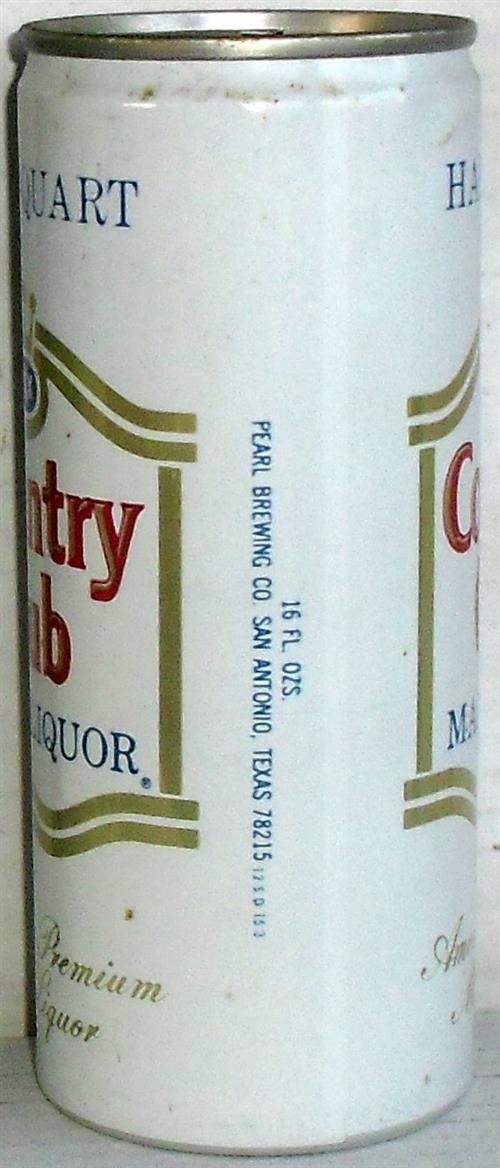 QUART
ntry
ub
LIQUOR®
Premium
Liquor
16 FL. OZS.
PEARL BREWING CO. SAN ANTONIO, TEXAS 78215
HA
Co
MA
Am
M